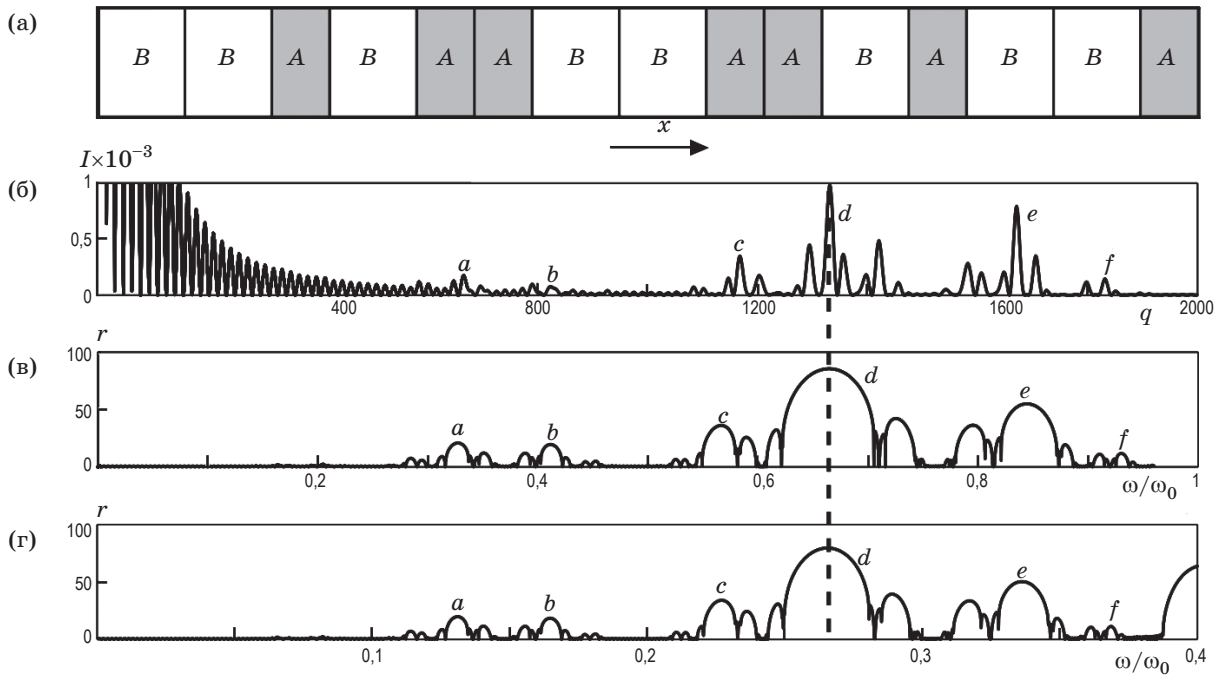 (а)
B B A B A A B B A A B A B B A
x
I×10⁻³
(б)
1
0,5
0
a b c d e f
400 800 1200 1600 q 2000
r
(в)
100
50
0
a b c d e f
0,2 0,4 0,6 0,8 ω/ω₀ 1
r
(г)
100
50
0
a b c d e f
0,1 0,2 0,3 ω/ω₀ 0,4